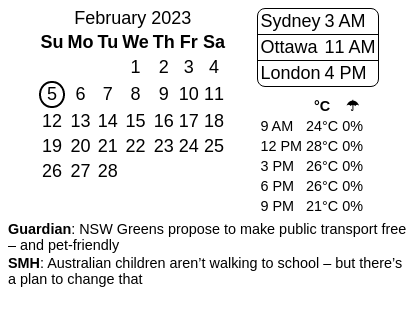 February 2023
Su Mo Tu We Th Fr Sa
1 2 3 4
5 6 7 8 9 10 11
12 13 14 15 16 17 18
19 20 21 22 23 24 25
26 27 28
Sydney 3 AM
Ottawa 11 AM
London 4 PM
°C ☂
9 AM 24°C 0%
12 PM 28°C 0%
3 PM 26°C 0%
6 PM 26°C 0%
9 PM 21°C 0%
Guardian: NSW Greens propose to make public transport free
– and pet-friendly
SMH: Australian children aren’t walking to school – but there’s
a plan to change that